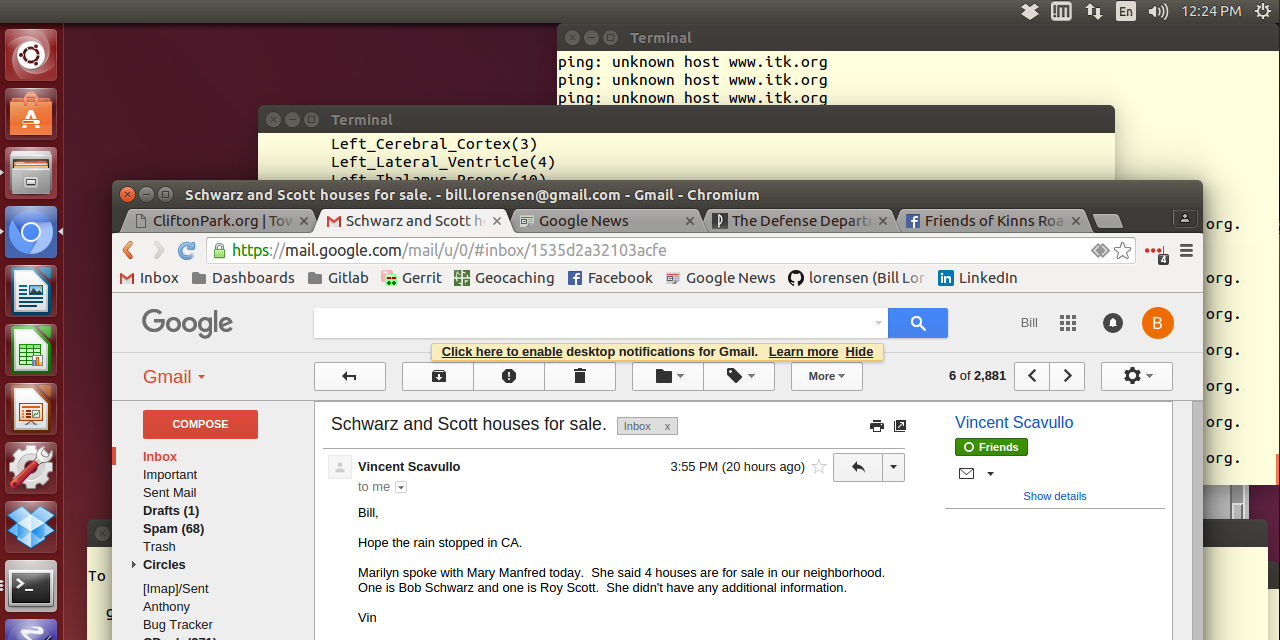 En
12:24 PM
Terminal
ping: unknown host www.itk.org
ping: unknown host www.itk.org
ping: unknown host www.itk.org
Terminal
Left_Cerebral_Cortex(3)
Left_Lateral_Ventricle(4)
Left_Thalamus_Proper(10)
Schwarz and Scott houses for sale. - bill.lorensen@gmail.com - Gmail - Chromium
CliftonPark.org | Tow
Schwarz and Scott h
Google News
The Defense Depart
Friends of Kinns Roa
https://mail.google.com/mail/u/0/#inbox/1535d2a32103acfe
4
Inbox
Dashboards
Gitlab
Gerrit
Geocaching
Facebook
Google News
lorensen (Bill Lor
LinkedIn
org.
org.
org.
org.
org.
org.
org.
Google
Bill
B
Click here to enable desktop notifications for Gmail. Learn more Hide
Gmail
More
6 of 2,881
COMPOSE
Inbox
Important
Sent Mail
Drafts (1)
Spam (68)
Trash
Circles
[Imap]/Sent
Anthony
Bug Tracker
Schwarz and Scott houses for sale.
Inbox x
Vincent Scavullo
3:55 PM (20 hours ago)
to me
Bill,
Hope the rain stopped in CA.
Marilyn spoke with Mary Manfred today. She said 4 houses are for sale in our neighborhood.
One is Bob Schwarz and one is Roy Scott. She didn't have any additional information.
Vin
Vincent Scavullo
Friends
Show details
To
g